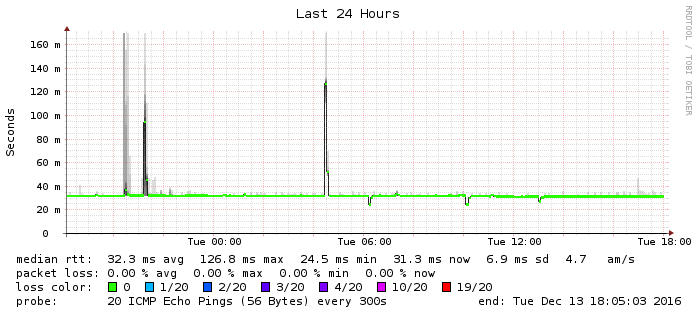 Last 24 Hours
RRDTOOL / TOBI OETIKER
Seconds
160 m
140 m
120 m
100 m
80 m
60 m
40 m
20 m
0
Tue 00:00 Tue 06:00 Tue 12:00 Tue 18:00
median rtt: 32.3 ms avg 126.8 ms max 24.5 ms min 31.3 ms now 6.9 ms sd 4.7 am/s
packet loss: 0.00 % avg 0.00 % max 0.00 % min 0.00 % now
loss color: 0 1/20 2/20 3/20 4/20 10/20 19/20
probe: 20 ICMP Echo Pings (56 Bytes) every 300s end: Tue Dec 13 18:05:03 2016